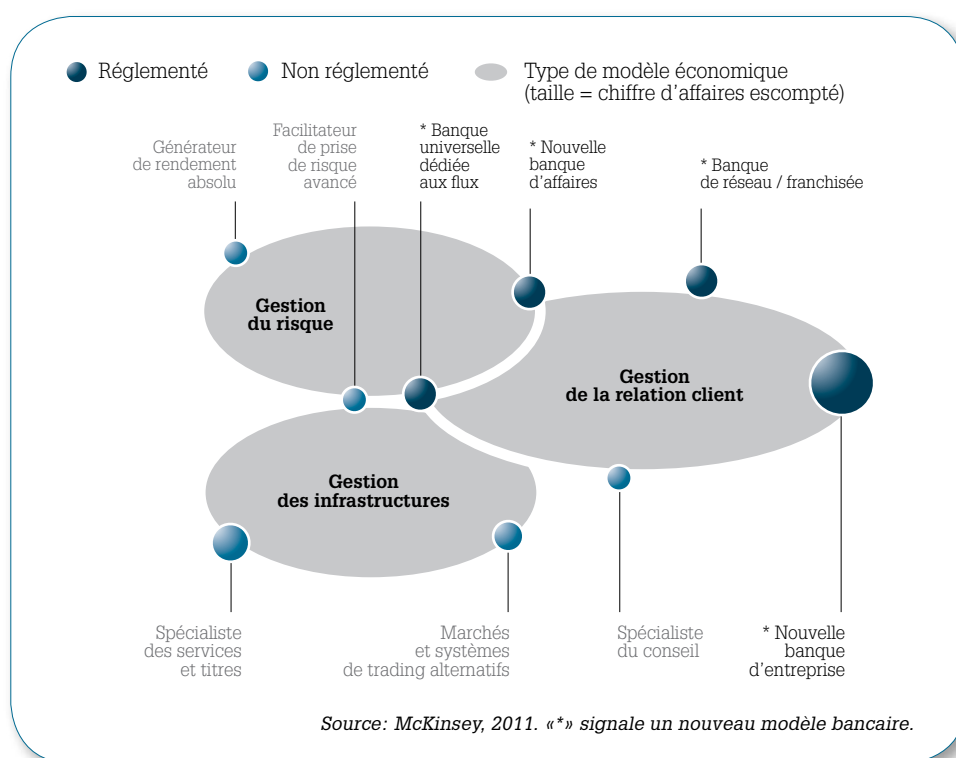 Réglementé
Non réglementé
Type de modèle économique
(taille = chiffre d'affaires escompté)
Générateur
de rendement
absolu
Facilitateur
de prise
de risque
avancé
* Banque
universelle
dédiée
aux flux
* Nouvelle
banque
d'affaires
* Banque
de réseau / franchisée
Gestion
du risque
Gestion
de la relation client
Gestion
des infrastructures
Spécialiste
des services
et titres
Marchés
et systèmes
de trading alternatifs
Spécialiste
du conseil
* Nouvelle
banque
d'entreprise
Source: McKinsey, 2011. «*» signale un nouveau modèle bancaire.